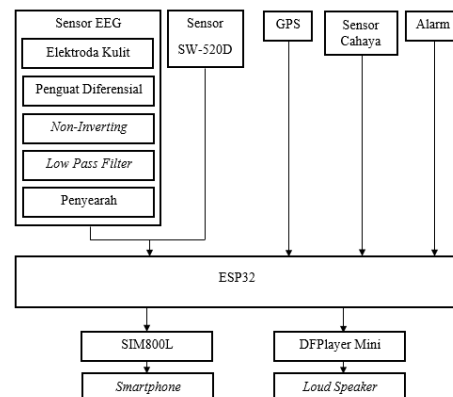 Sensor EEG
Elektroda Kulit
Penguat Diferensial
Non-Inverting
Low Pass Filter
Penyearah
Sensor
SW-520D
GPS
Sensor
Cahaya
Alarm
ESP32
SIM800L
DFPlayer Mini
Smartphone
Loud Speaker